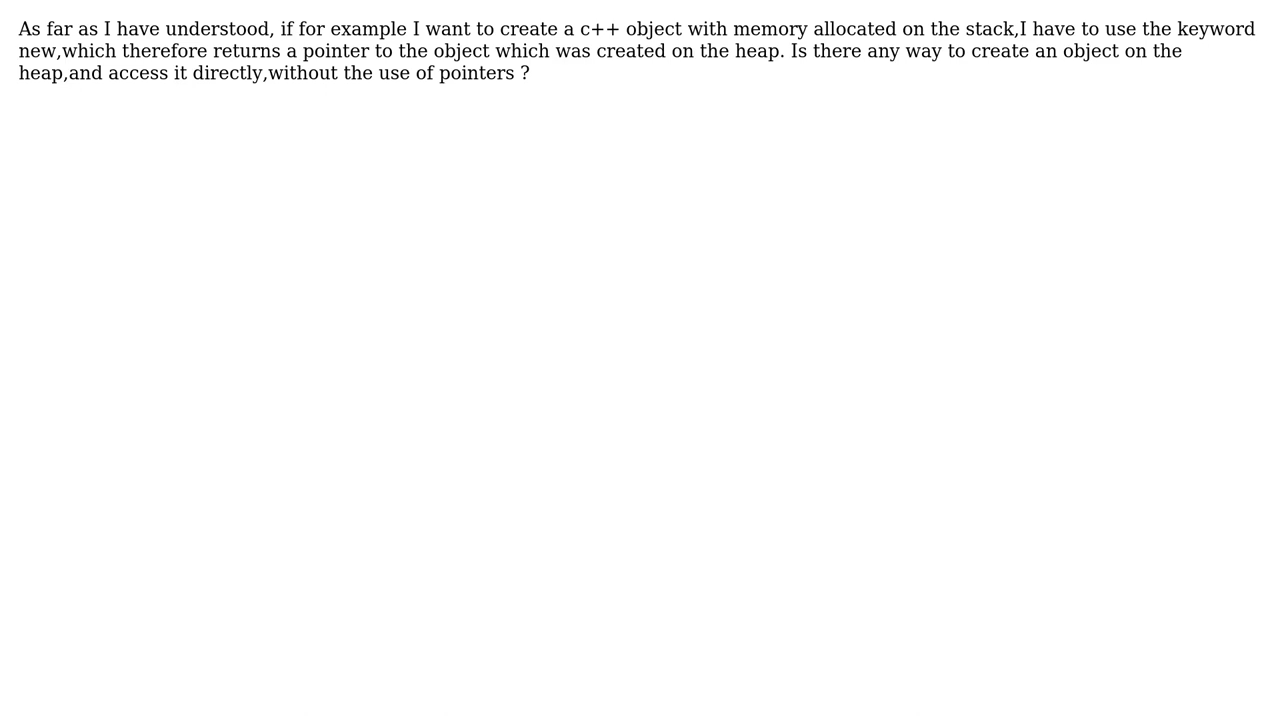 As far as I have understood, if for example I want to create a c++ object with memory allocated on the stack,I have to use the keyword
new,which therefore returns a pointer to the object which was created on the heap. Is there any way to create an object on the
heap,and access it directly,without the use of pointers ?